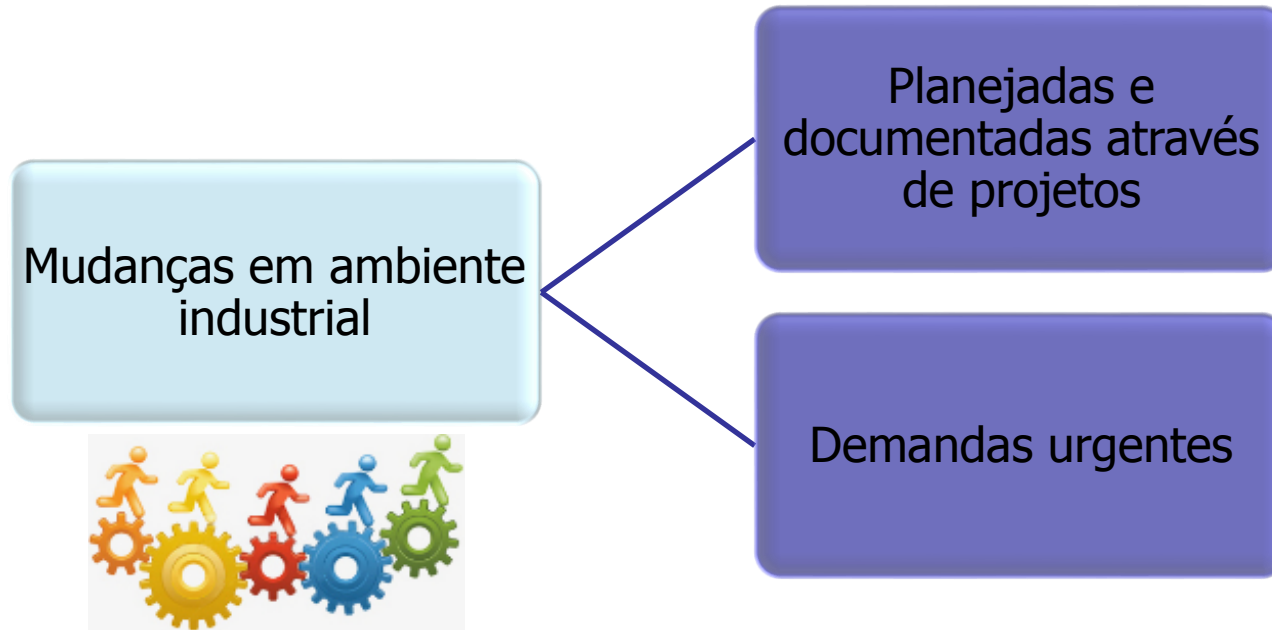 Mudanças em ambiente
industrial
Planejadas e
documentadas através
de projetos
Demandas urgentes